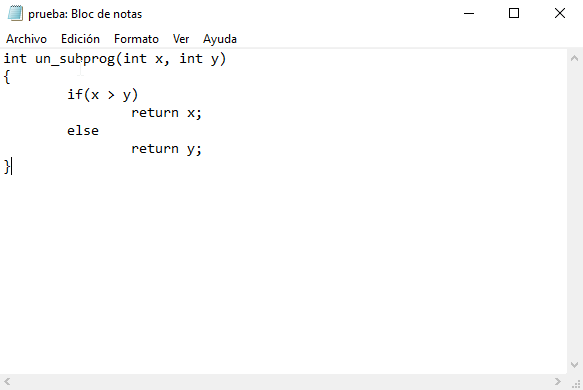 prueba: Bloc de notas
Archivo Edición Formato Ver Ayuda
int un_subprog(int x, int y)
{
        if(x > y)
                return x;
        else
                return y;
}